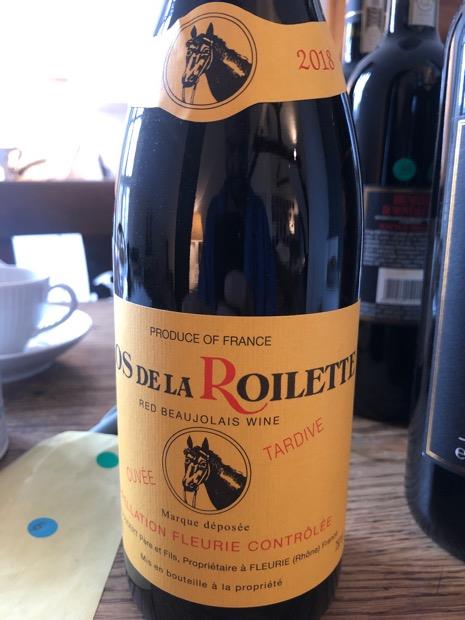 2018
PRODUCE OF FRANCE
OS DE LA ROILETTE
RED BEAUJOLAIS WINE
CUVÉE TARDIVE
Marque déposée
LLATION FLEURIE CONTRÔLÉE
Père et Fils, Propriétaire à FLEURIE (Rhône) France
Mis en bouteille à la propriété